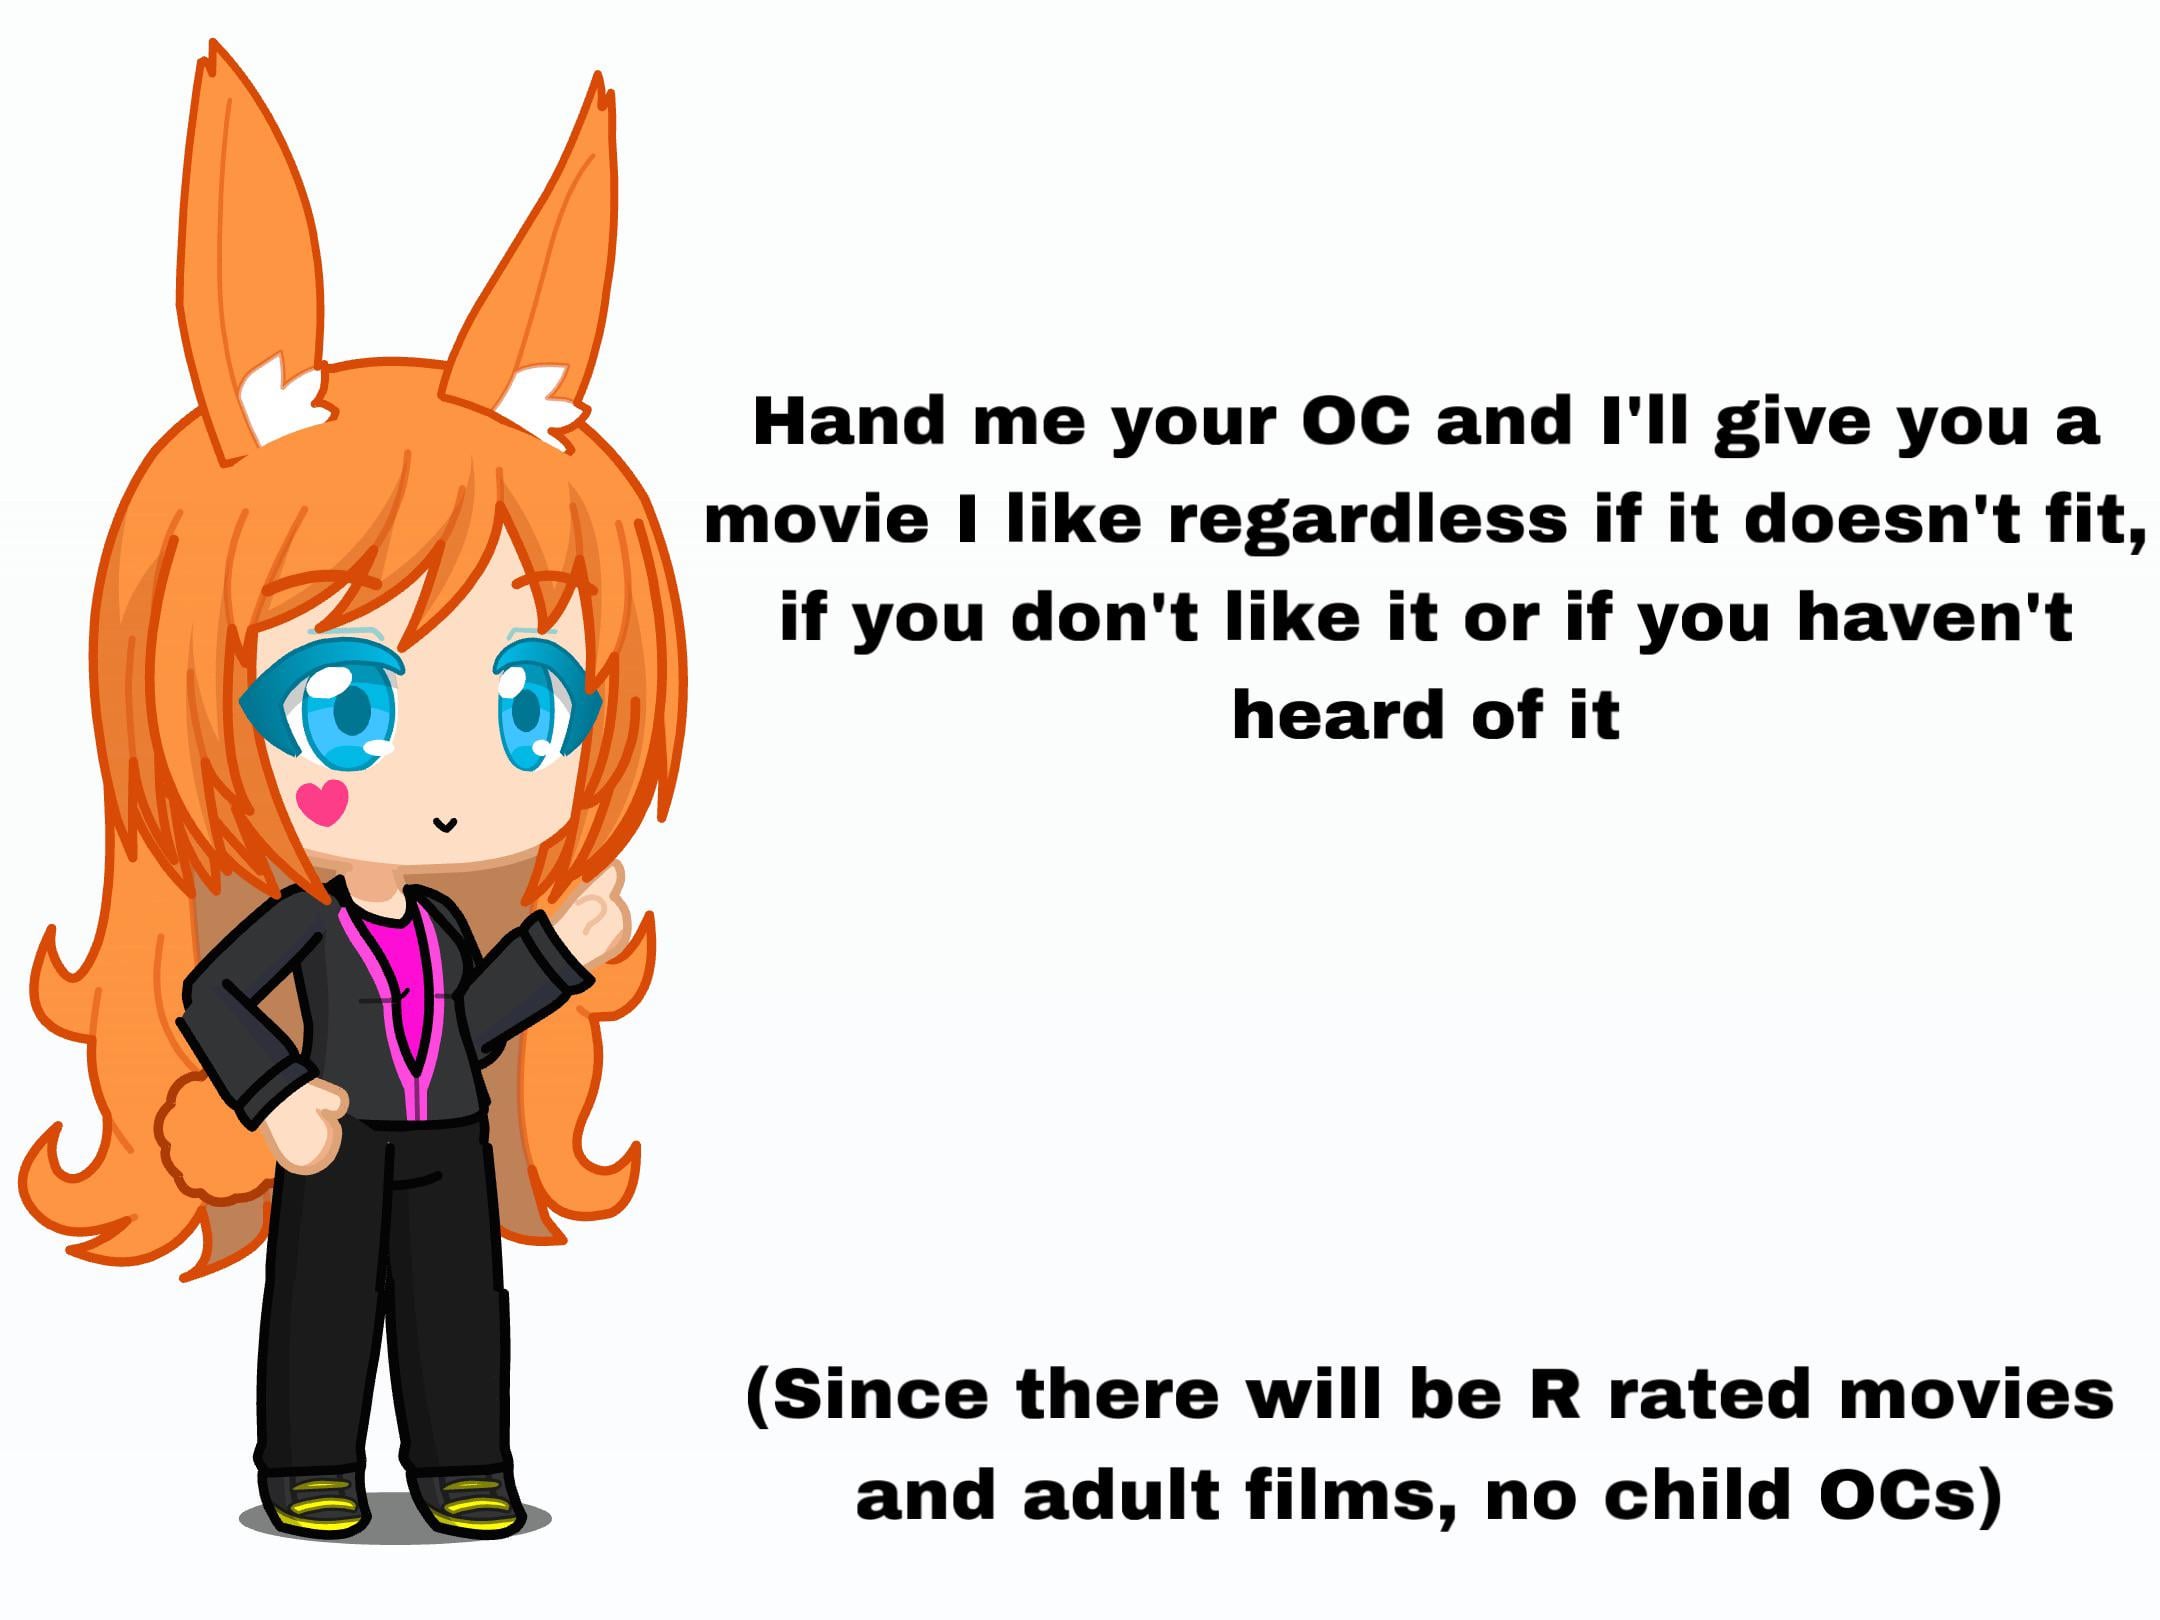 Hand me your OC and I'll give you a
movie I like regardless if it doesn't fit,
if you don't like it or if you haven't
heard of it
(Since there will be R rated movies
and adult films, no child OCs)